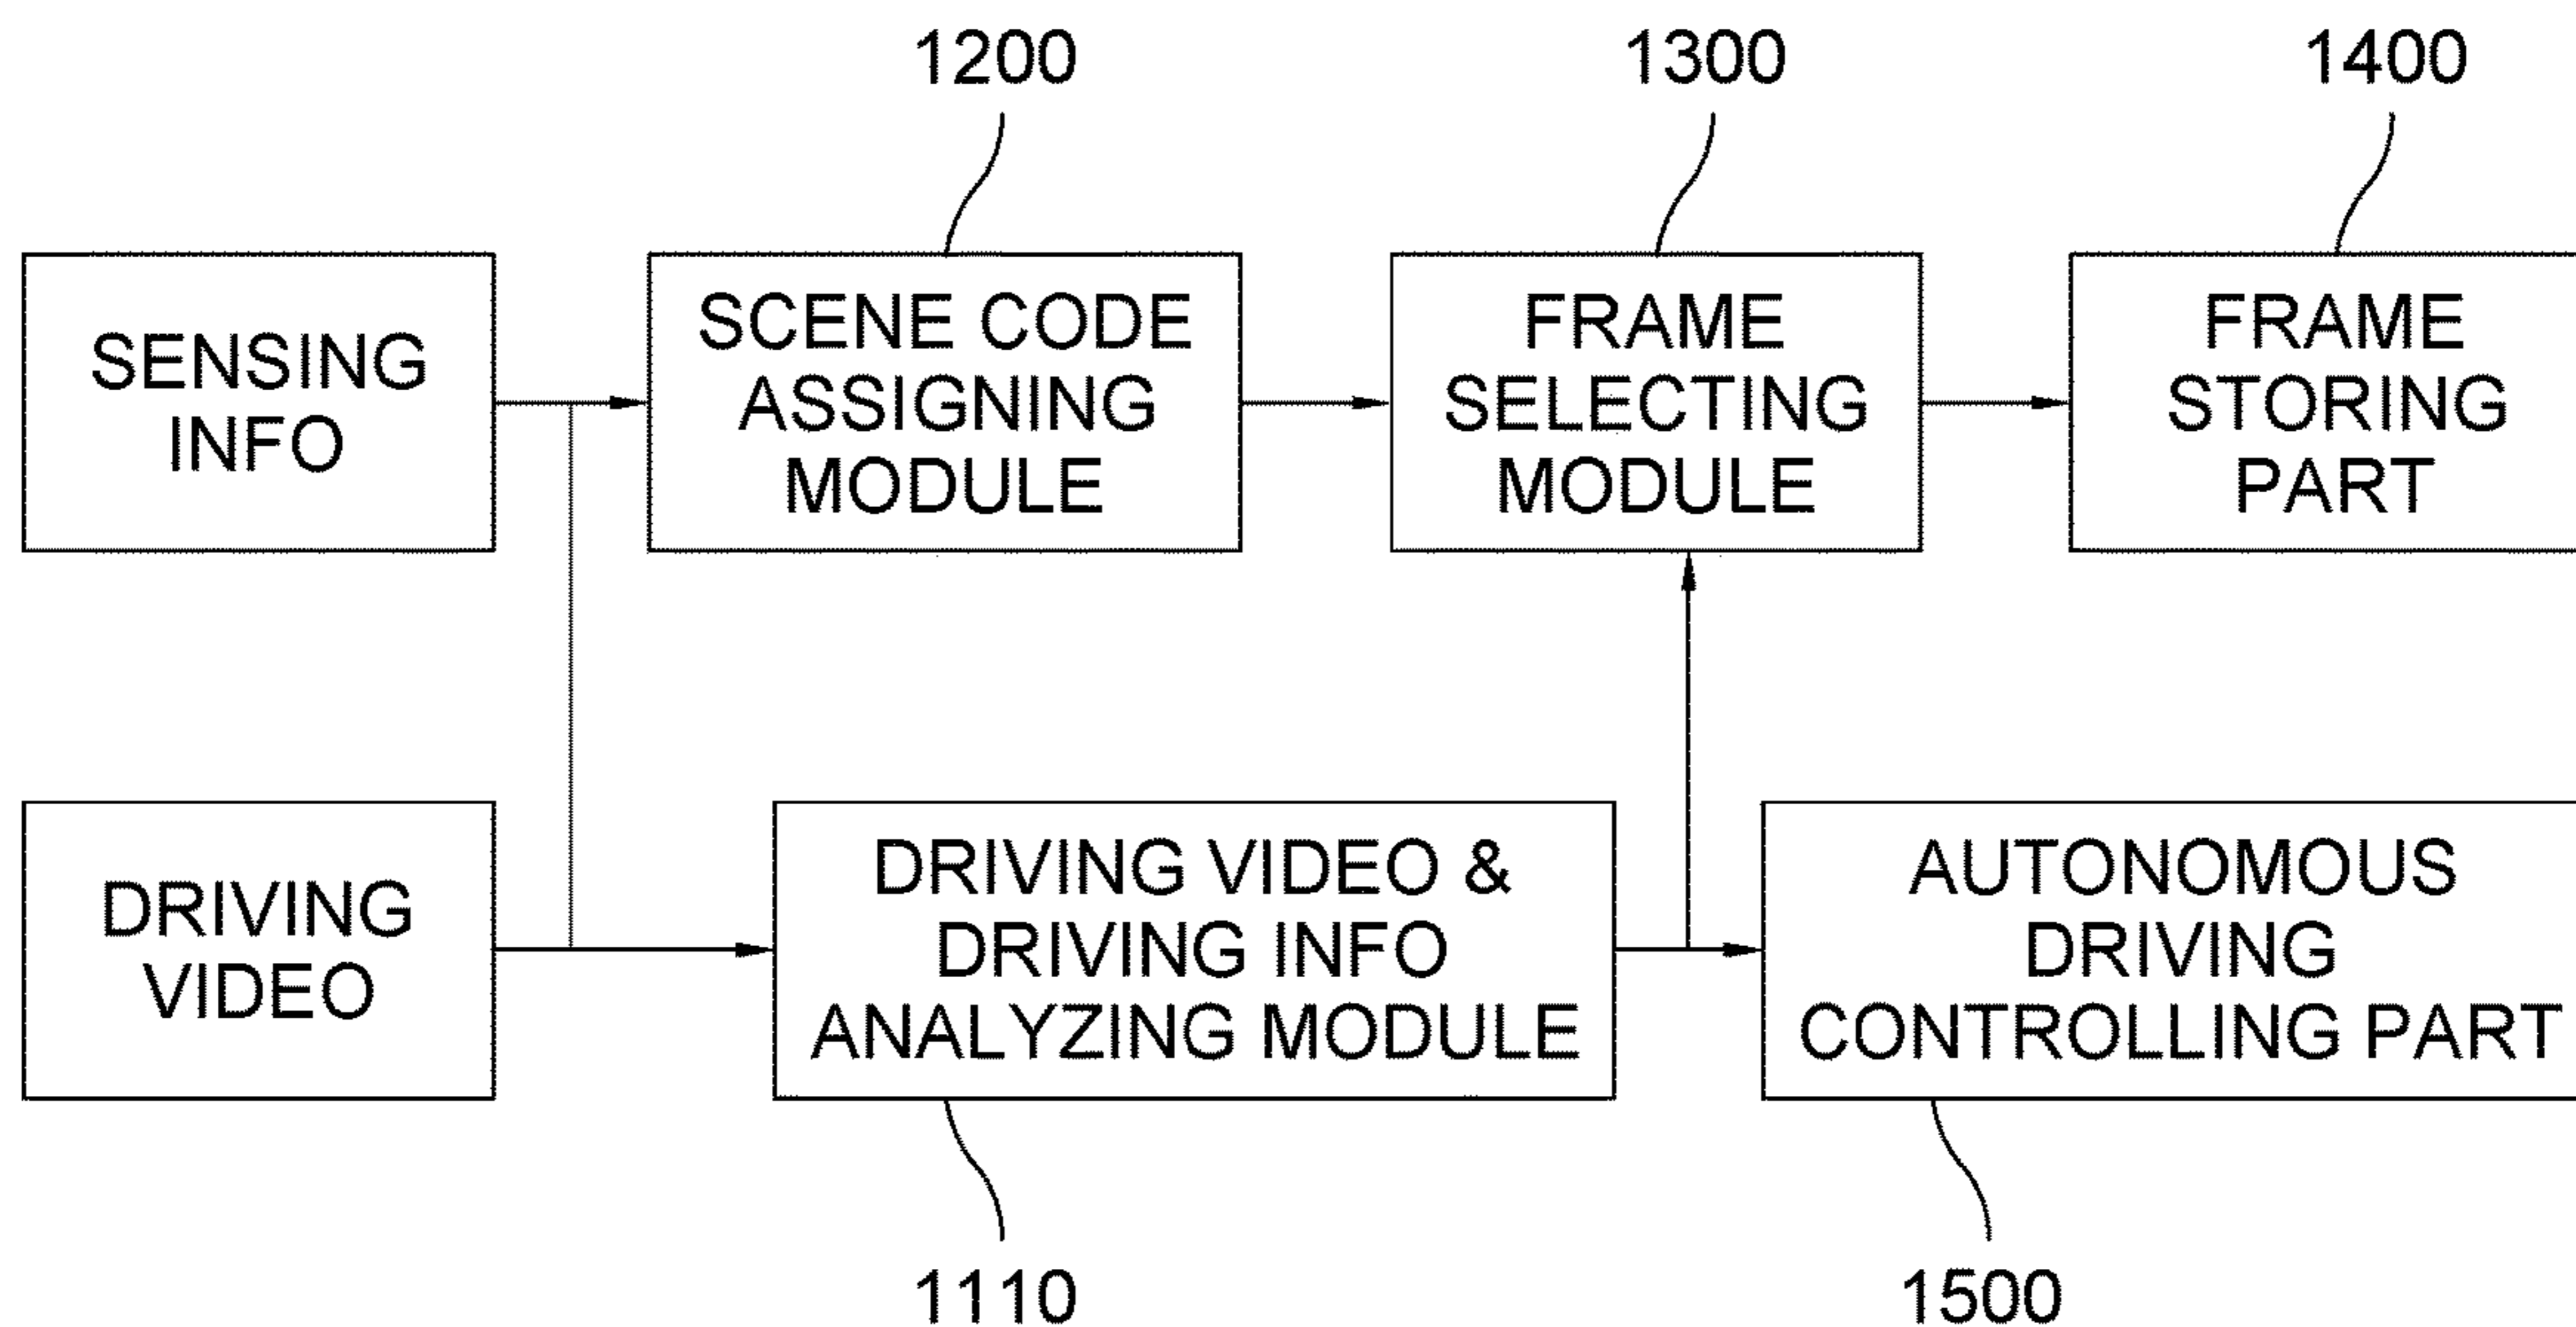 1200
1300
1400
SENSING
INFO
SCENE CODE
ASSIGNING
MODULE
FRAME
SELECTING
MODULE
FRAME
STORING
PART
DRIVING
VIDEO
DRIVING VIDEO &
DRIVING INFO
ANALYZING MODULE
AUTONOMOUS
DRIVING
CONTROLLING PART
1110
1500